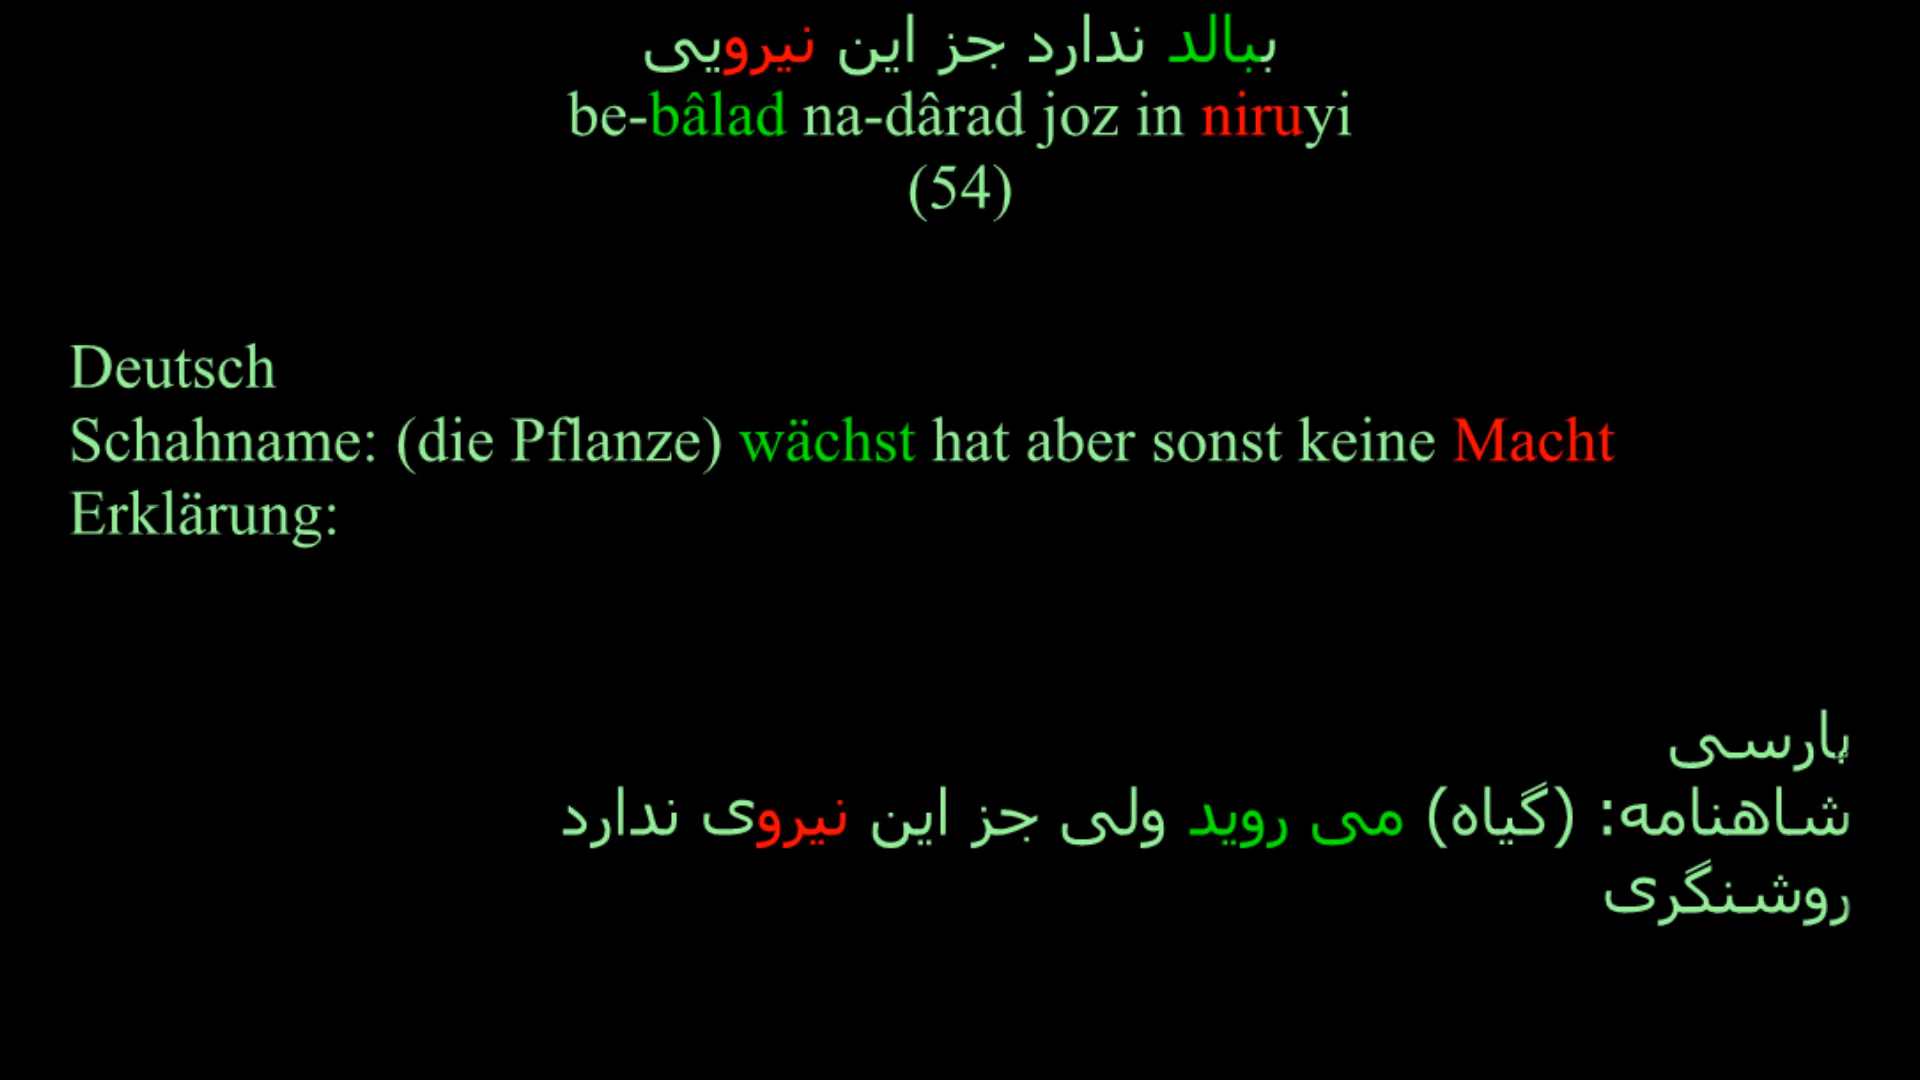 ببالد ندارد جز این نیرویی
be-bâlad na-dârad joz in niruyi
(54)
Deutsch
Schahname: (die Pflanze) wächst hat aber sonst keine Macht
Erklärung:
پارسی
شاهنامه: (گیاه) می روید ولی جز این نیروی ندارد
روشنگری